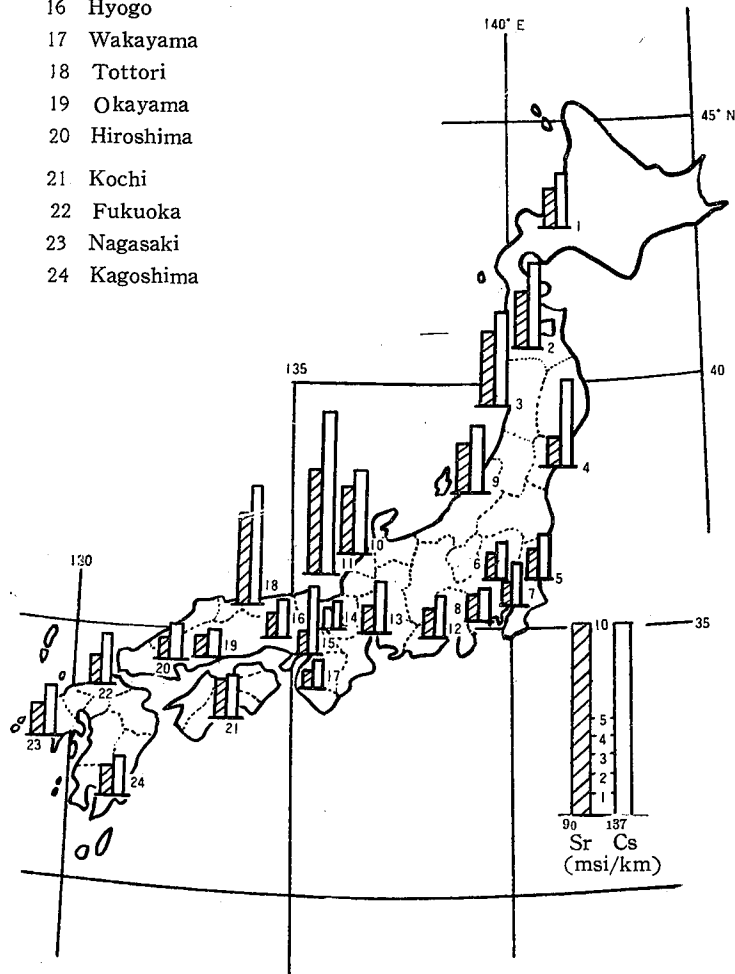 16 Hyogo
17 Wakayama
18 Tottori
19 Okayama
20 Hiroshima
21 Kochi
22 Fukuoka
23 Nagasaki
24 Kagoshima
140° E
45° N
1
2
135
40
3
4
9
10
11
130
6
5
18
7
8
16
14
13
12
15
35
20
19
17
22
21
23
24
10
5
4
3
2
1
90 137
Sr Cs
(msi/km)